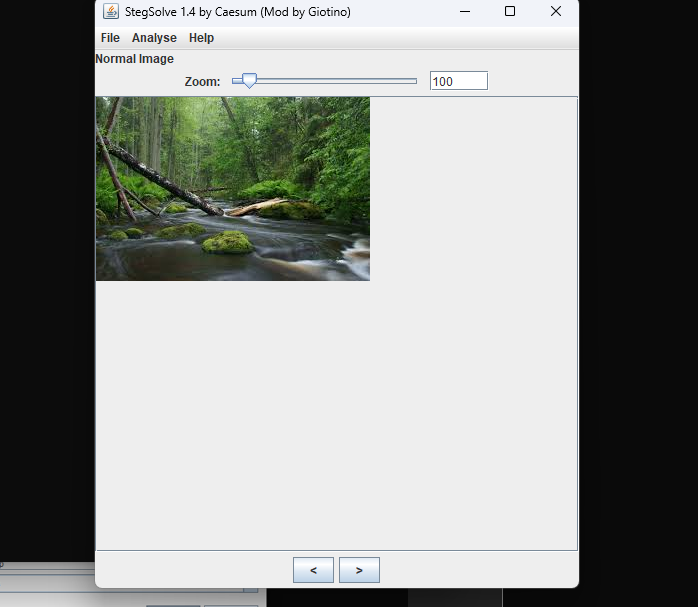 StegSolve 1.4 by Caesum (Mod by Giotino)
File Analyse Help
Normal Image
Zoom: 100
< >